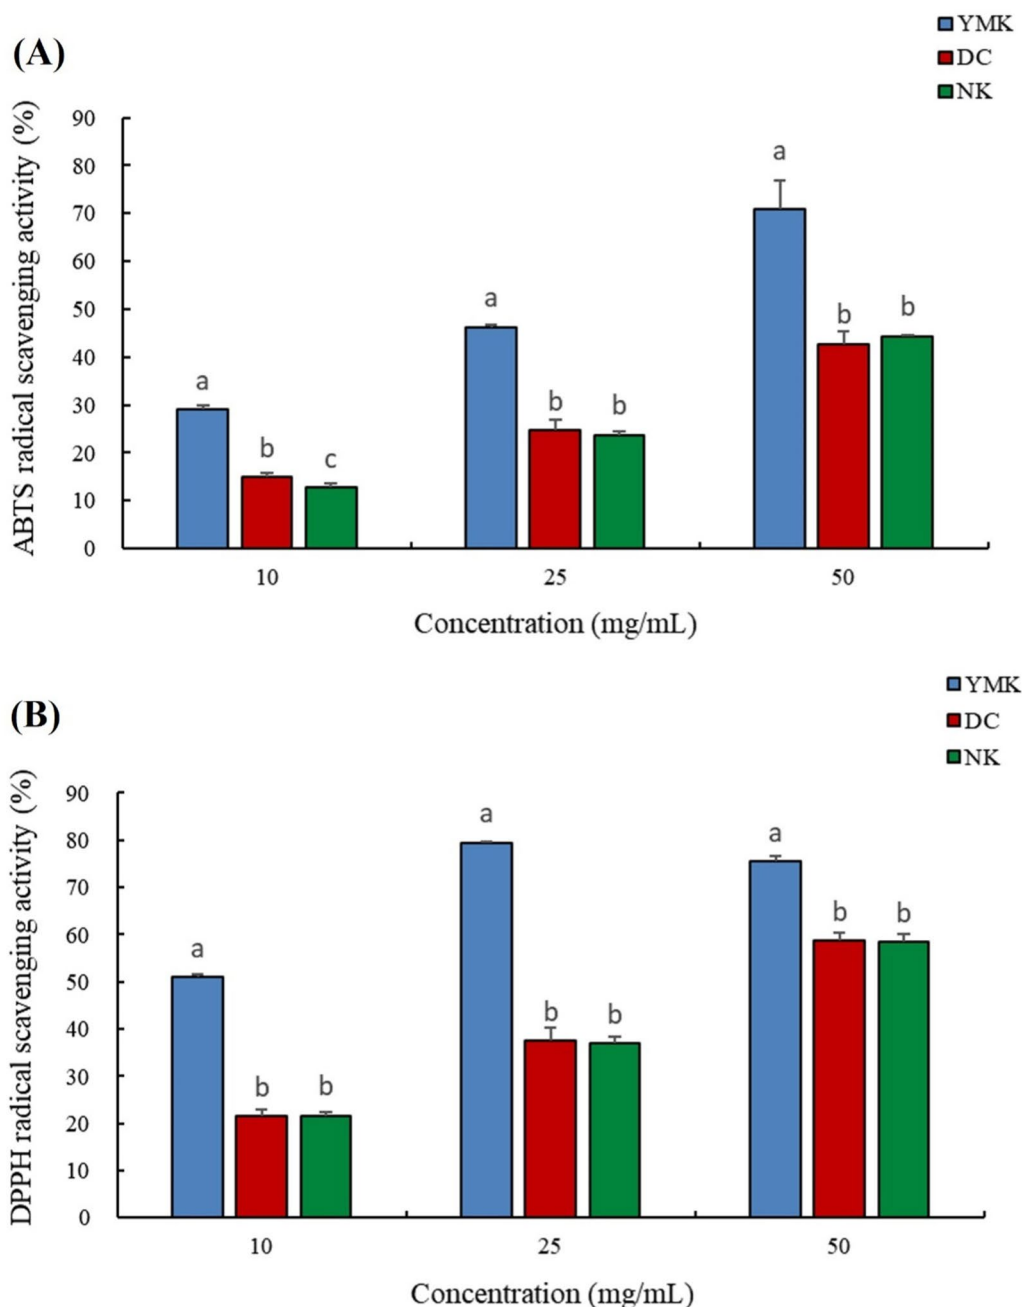 (A)
YMK
DC
NK
ABTS radical scavenging activity (%)
90
80
70
60
50
40
30
20
10
0
a
b
c
a
b
b
a
b
b
10
25
50
Concentration (mg/mL)
(B)
YMK
DC
NK
DPPH radical scavenging activity (%)
90
80
70
60
50
40
30
20
10
0
a
b
b
a
b
b
a
b
b
10
25
50
Concentration (mg/mL)